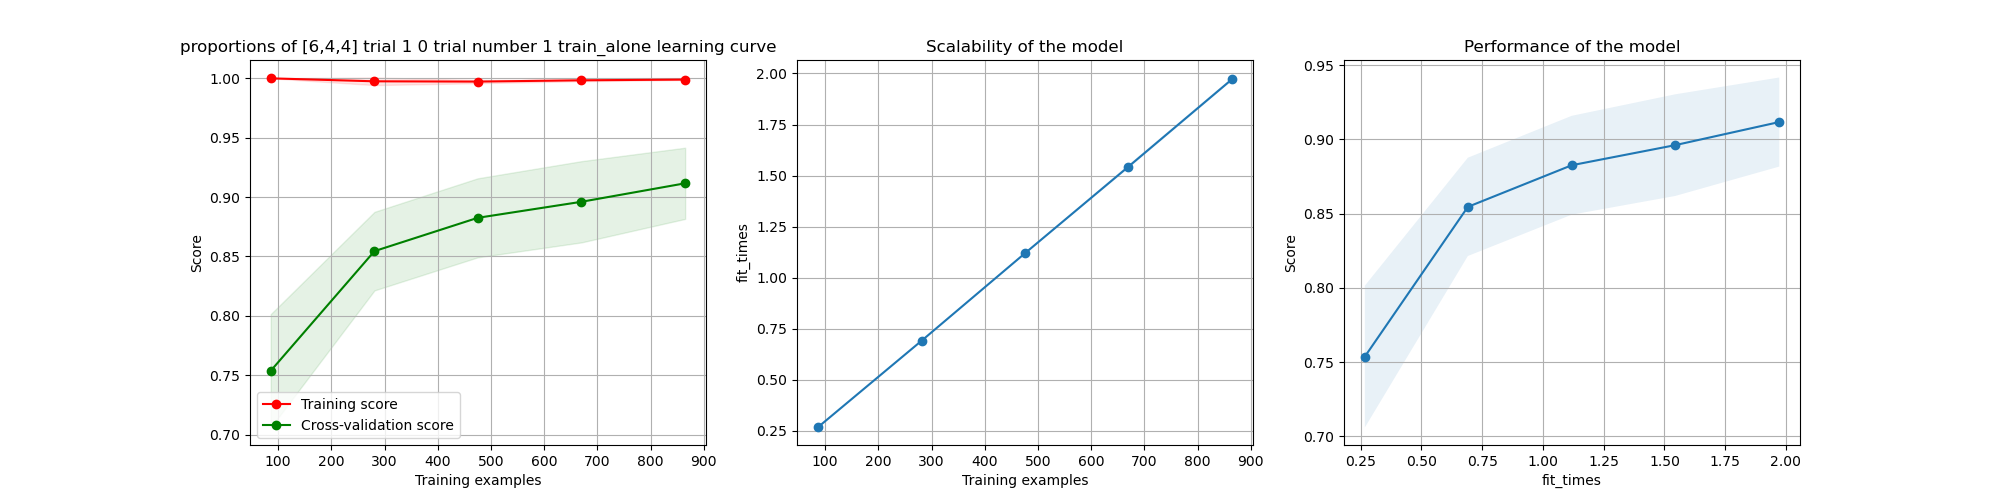 proportions of [6,4,4] trial 1 0 trial number 1 train_alone learning curve
1.00
0.95
0.90
0.85
0.80
0.75
0.70
Score
Training score
Cross-validation score
100 200 300 400 500 600 700 800 900
Training examples
Scalability of the model
2.00
1.75
1.50
1.25
1.00
0.75
0.50
0.25
fit_times
100 200 300 400 500 600 700 800 900
Training examples
Performance of the model
0.95
0.90
0.85
0.80
0.75
0.70
Score
0.25 0.50 0.75 1.00 1.25 1.50 1.75 2.00
fit_times